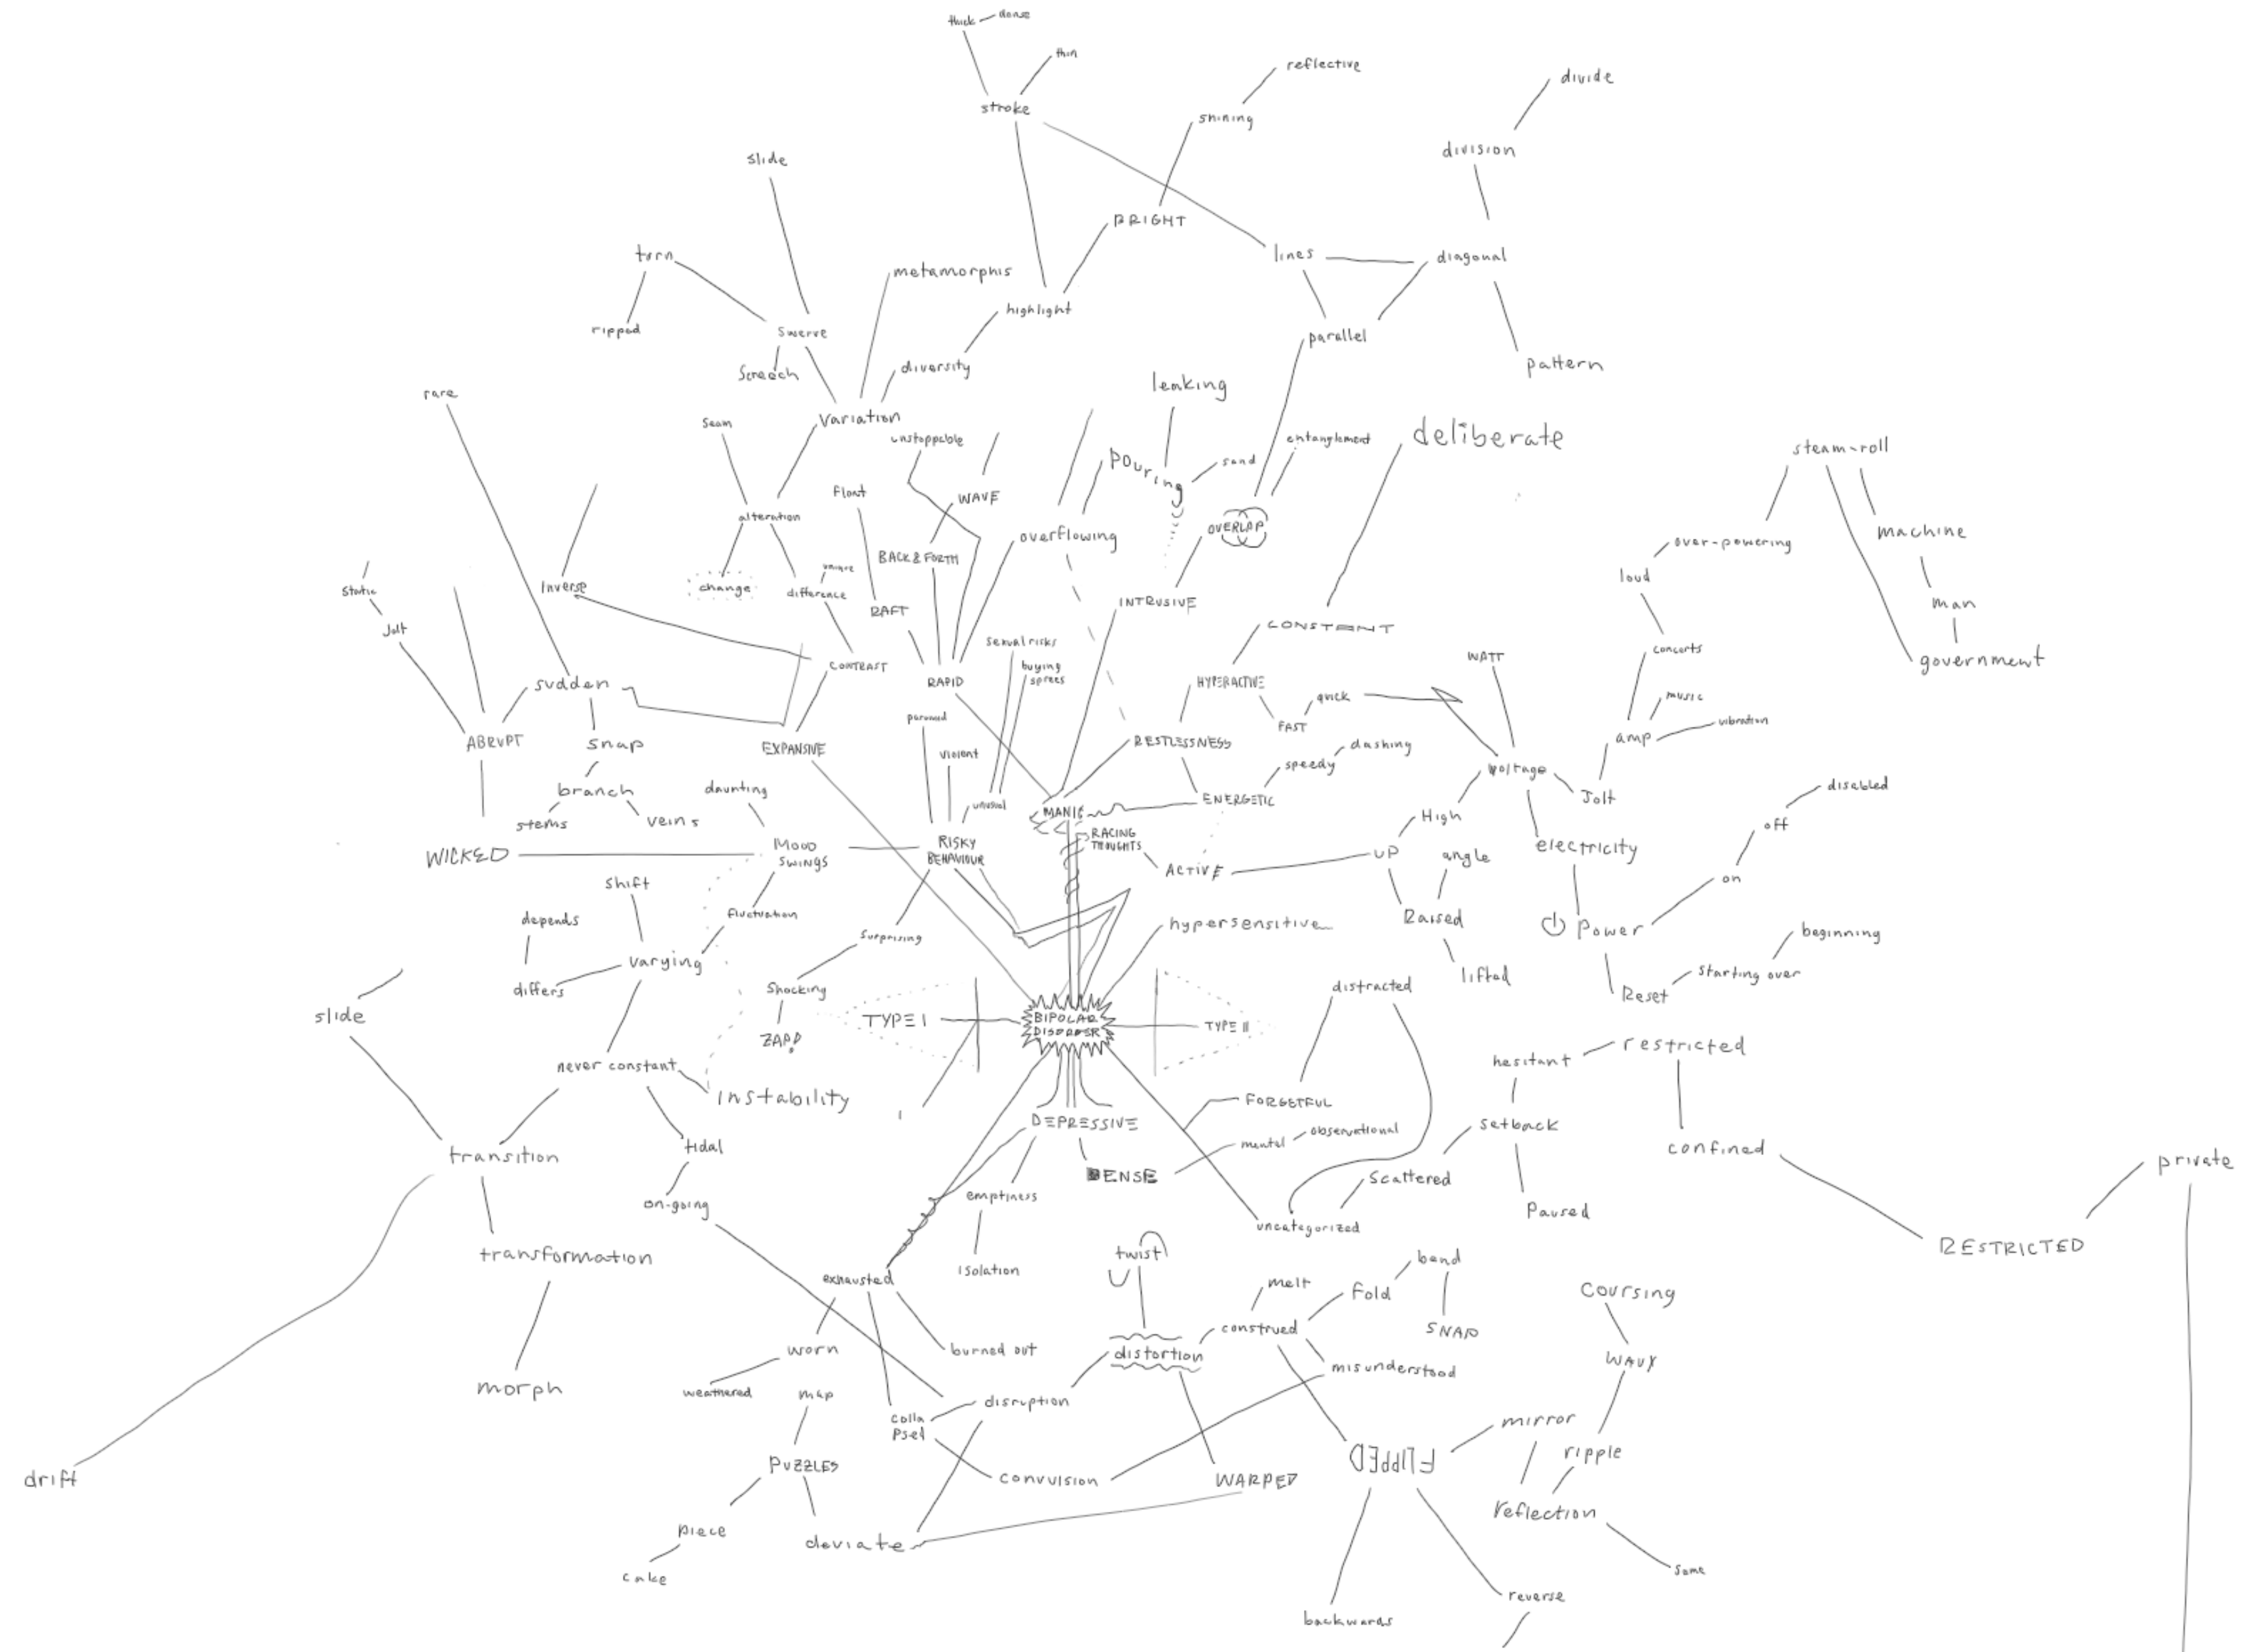 thick
dense
thin
stroke
reflective
shining
divide
division
slide
BRIGHT
torn
lines
diagonal
metamorphis
highlight
ripped
swerve
parallel
pattern
Screech
diversity
leaking
rare
Variation
seam
unstoppable
pouring
sand
entanglement
deliberate
steam-roll
float
WAVE
alteration
overflowing
OVERLAP
machine
over-powering
BACK & FORTH
unique
loud
Inverse
change
difference
static
RAFT
INTRUSIVE
man
Jolt
CONSTANT
sexual risks
concerts
government
CONTRAST
buying
sprees
WATT
sudden
RAPID
HYPERACTIVE
quick
music
paranoid
FAST
vibration
ABRUPT
snap
EXPANSIVE
RESTLESSNESS
dashing
amp
violent
speedy
voltage
branch
daunting
unusual
ENERGETIC
Jolt
disabled
stems
veins
MANIC
High
off
RACING
THOUGHTS
WICKED
MOOD
SWINGS
RISKY
BEHAVIOUR
UP
angle
electricity
ACTIVE
shift
on
depends
fluctuation
hypersensitive
Raised
Power
beginning
surprising
varying
differs
lifted
starting over
Shocking
distracted
Reset
slide
TYPE I
BIPOLAR
DISORDER
TYPE II
ZAPP!
hesitant
restricted
never constant
instability
FORGETFUL
DEPRESSIVE
observational
setback
mental
tidal
transition
DENSE
confined
private
Scattered
on-going
emptiness
Paused
uncategorized
RESTRICTED
transformation
twist
bend
isolation
exhausted
melt
fold
coursing
construed
SNAP
worn
burned out
distortion
WAVY
misunderstood
morph
weathered
map
disruption
colla
psed
mirror
FLIPPED
ripple
PUZZLES
drift
convulsion
WARPED
reflection
piece
deviate
same
cake
reverse
backwards